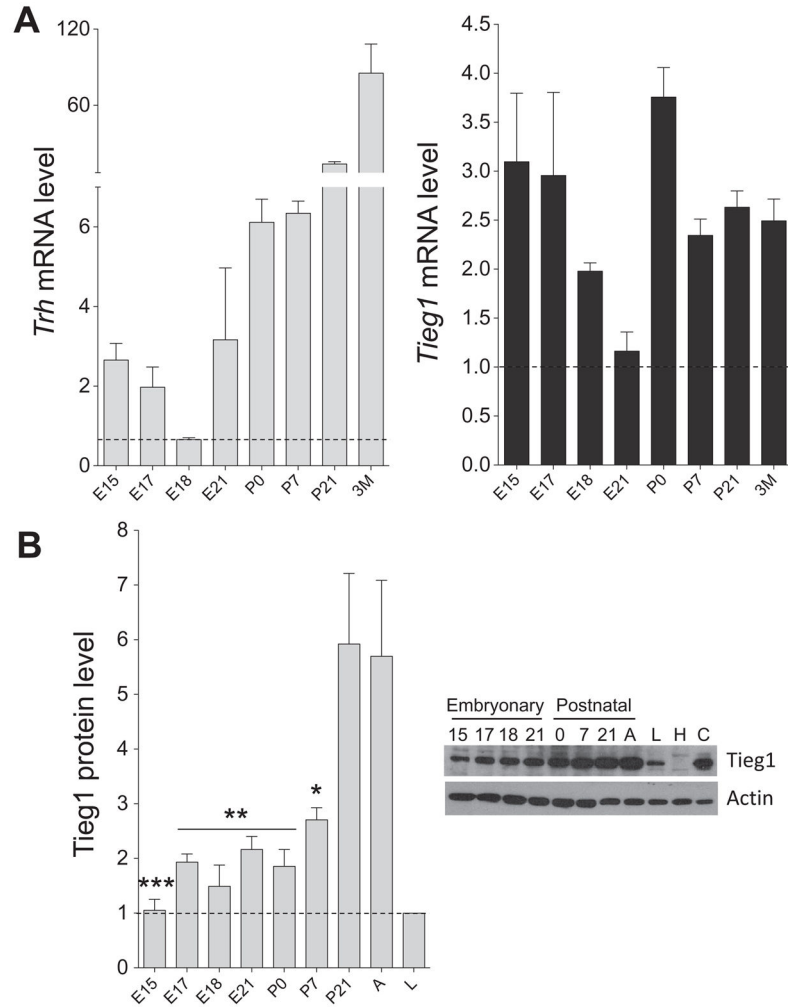 A
Trh mRNA level
120
60
6
4
2
0
E15 E17 E18 E21 P0 P7 P21 3M
Tieg1 mRNA level
4.5
4.0
3.5
3.0
2.5
2.0
1.5
1.0
0.5
0.0
E15 E17 E18 E21 P0 P7 P21 3M
B
Tieg1 protein level
8
7
6
5
4
3
2
1
0
***
**
*
E15 E17 E18 E21 P0 P7 P21 A L
Embryonary Postnatal
15 17 18 21 0 7 21 A L H C
Tieg1
Actin